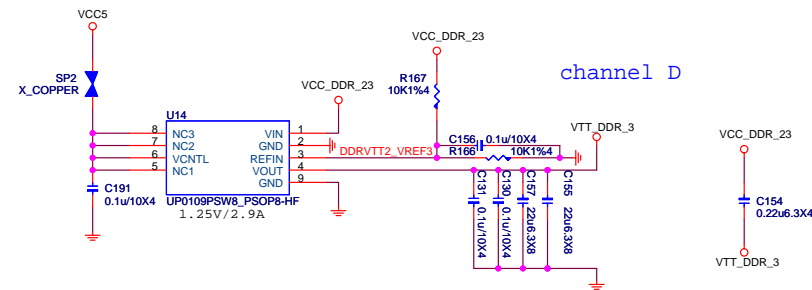 VCC5
SP2
X_COPPER
VCC_DDR_23
VCC_DDR_23
R167
10K1%4
channel D
U14
8 NC3 VIN 1
7 NC2 GND 2
6 VCNTL REFIN 3
5 NC1 VOUT 4
GND 9
UP0109PSW8_PSOP8-HF
1.25V/2.9A
C191
0.1u/10X4
DDRVTT2_VREF3
C156 0.1u/10X4
R166 10K1%4
VTT_DDR_3
C131
0.1u/10X4
C130
0.1u/10X4
C157
22u6.3X8
C155
22u6.3X8
VCC_DDR_23
C154
0.22u6.3X4
VTT_DDR_3